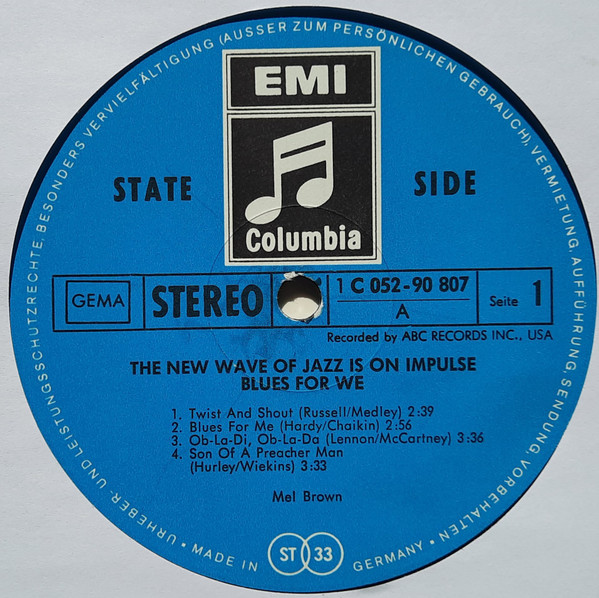 URHEBER- UND LEISTUNGSSCHUTZRECHTE, BESONDERS VERVIELFÄLTIGUNG (AUSSER ZUM PERSÖNLICHEN GEBRAUCH), VERMIETUNG, AUFFÜHRUNG, SENDUNG, VORBEHALTEN •
EMI
Columbia
STATE SIDE
GEMA
STEREO
1 C 052-90 807
A
Seite 1
Recorded by ABC RECORDS INC., USA
THE NEW WAVE OF JAZZ IS ON IMPULSE
BLUES FOR WE
1. Twist And Shout (Russell/Medley) 2:39
2. Blues For Me (Hardy/Chaikin) 2:56
3. Ob-La-Di, Ob-La-Da (Lennon/McCartney) 3:36
4. Son Of A Preacher Man
(Hurley/Wiekins) 3:33
Mel Brown
• MADE IN ST 33 GERMANY •